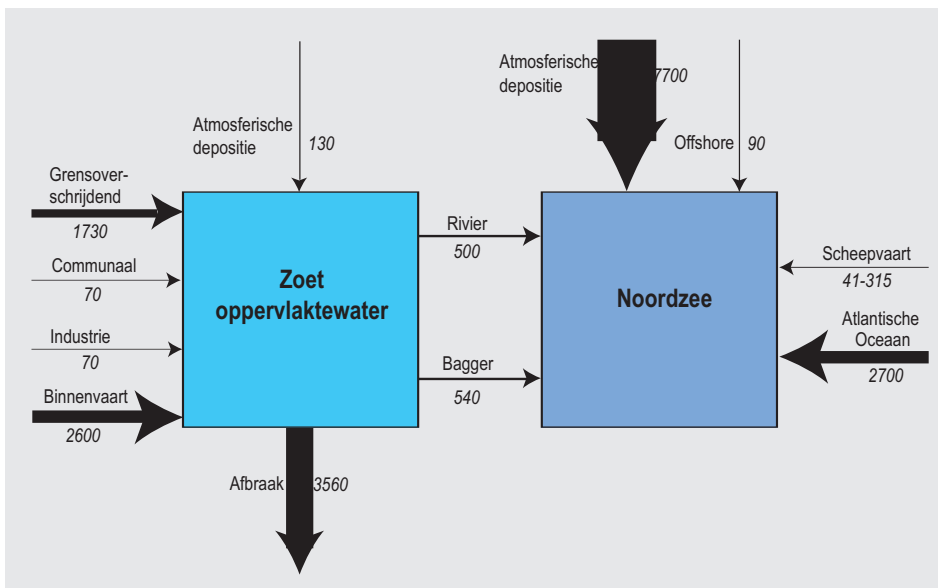 Atmosferische
depositie
7700
Atmosferische
depositie
130
Offshore
90
Grensover-
schrijdend
1730
Rivier
500
Communaal
70
Zoet
oppervlaktewater
Noordzee
Scheepvaart
41-315
Industrie
70
Atlantische
Oceaan
2700
Bagger
540
Binnenvaart
2600
Afbraak
3560